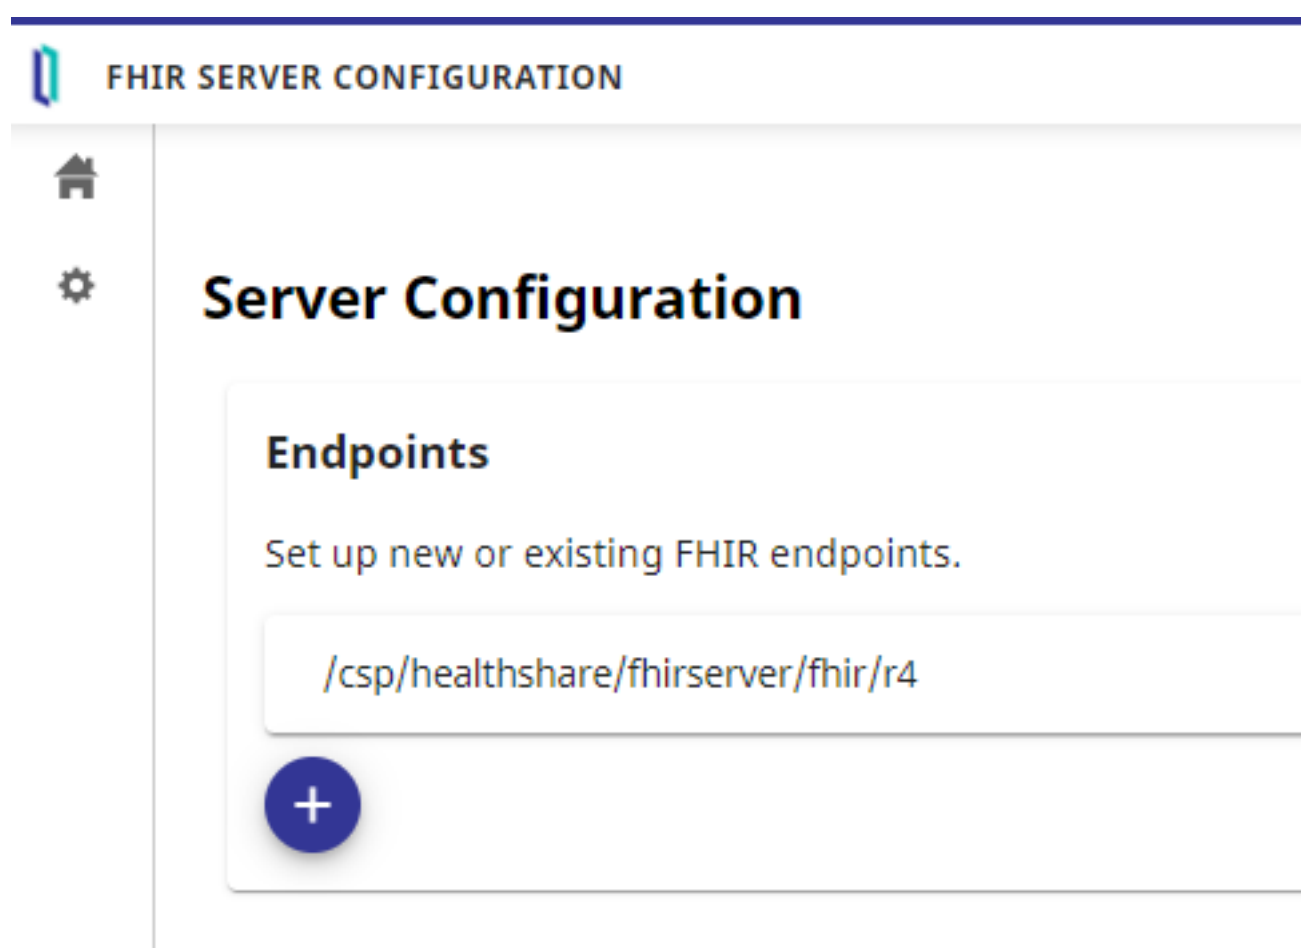 FHIR SERVER CONFIGURATION
Server Configuration
Endpoints
Set up new or existing FHIR endpoints.
/csp/healthshare/fhirserver/fhir/r4
+